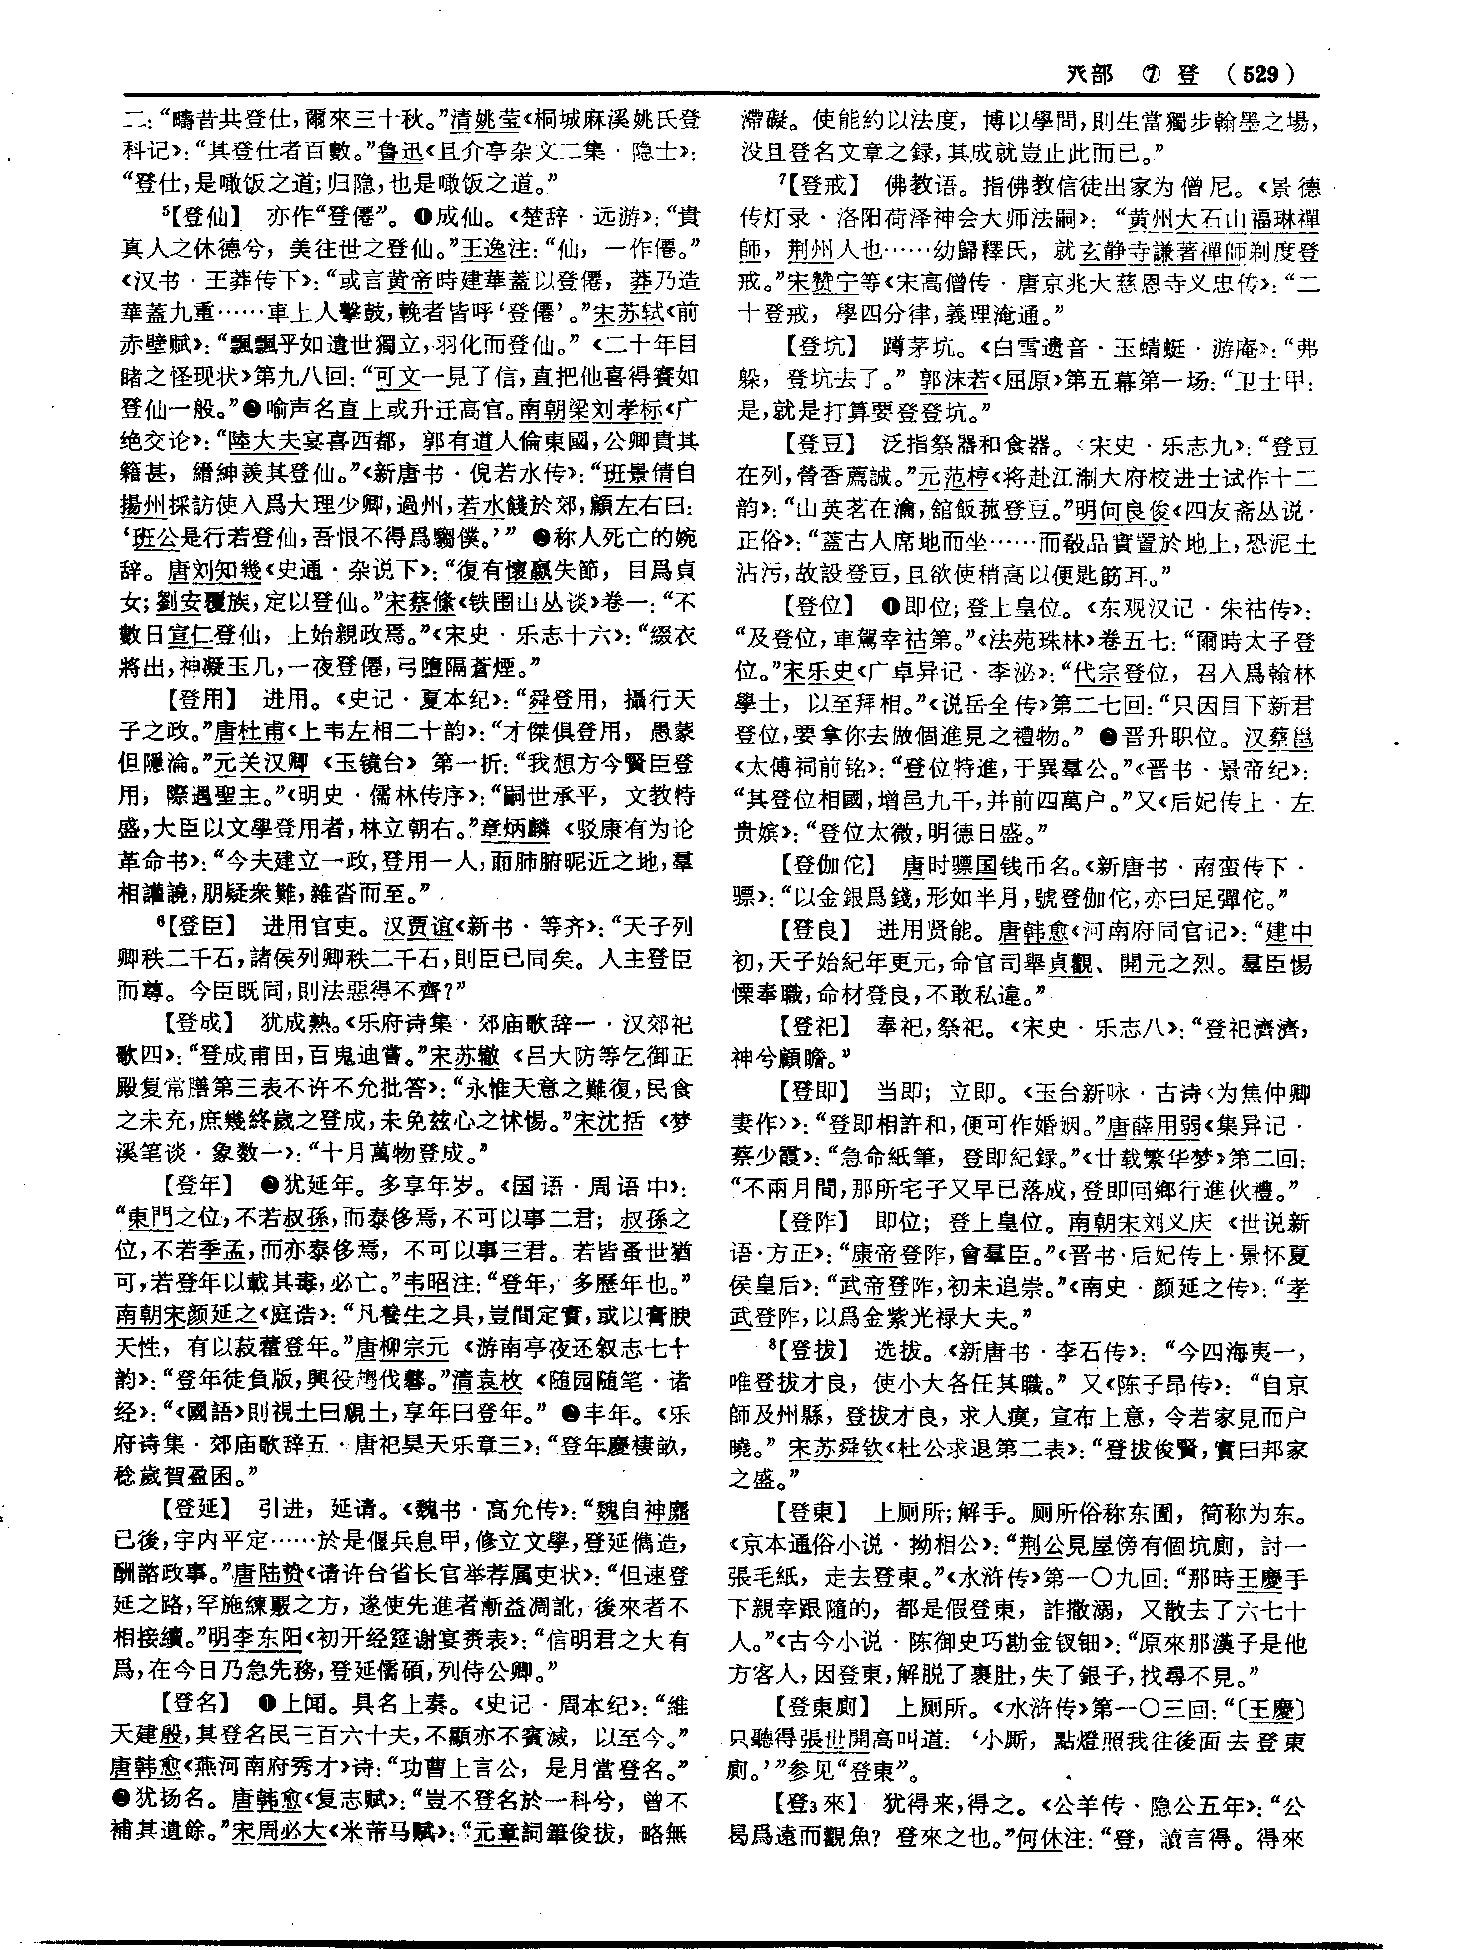 癶部 ⑦ 登 (529)
二：“疇昔共登仕，爾來三十秋。”清姚莹《桐城麻溪姚氏登
科记》：“其登仕者百數。”鲁迅《且介亭杂文二集·隐士》：
“登仕，是噉饭之道；归隐，也是噉饭之道。”
⁵【登仙】 亦作“登僊”。❶成仙。《楚辞·远游》：“貴
真人之休德兮，美往世之登仙。”王逸注：“仙，一作僊。”
《汉书·王莽传下》：“或言黄帝時建華蓋以登僊，莽乃造
華蓋九重……車上人擊鼓，輓者皆呼‘登僊’。”宋苏轼《前
赤壁赋》：“飄飄乎如遺世獨立，羽化而登仙。”《二十年目
睹之怪现状》第九八回：“可文一見了信，直把他喜得賽如
登仙一般。”❷喻声名直上或升迁高官。南朝梁刘孝标《广
绝交论》：“陸大夫宴喜西都，郭有道人倫東國，公卿貴其
籍甚，縉紳羨其登仙。”《新唐书·倪若水传》：“班景倩自
揚州採訪使入爲大理少卿，過州，若水餞於郊，顧左右曰：
‘班公是行若登仙，吾恨不得爲騶僕。’” ❸称人死亡的婉
辞。唐刘知幾《史通·杂说下》：“復有懷嬴失節，目爲貞
女；劉安覆族，定以登仙。”宋蔡絛《铁围山丛谈》卷一：“不
數日宣仁登仙，上始親政焉。”《宋史·乐志十六》：“綴衣
將出，神凝玉几，一夜登僊，弓墮隔蒼煙。”
【登用】 进用。《史记·夏本纪》：“舜登用，攝行天
子之政。”唐杜甫《上韦左相二十韵》：“才傑俱登用，愚蒙
但隱淪。”元关汉卿《玉镜台》第一折：“我想方今賢臣登
用，際遇聖主。”《明史·儒林传序》：“嗣世承平，文教特
盛，大臣以文學登用者，林立朝右。”章炳麟《驳康有为论
革命书》：“今夫建立一政，登用一人，而肺腑昵近之地，羣
相讙譊，朋疑衆難，雜沓而至。”
⁶【登臣】 进用官吏。汉贾谊《新书·等齐》：“天子列
卿秩二千石，諸侯列卿秩二千石，則臣已同矣。人主登臣
而尊。今臣既同，則法惡得不齊？”
【登成】 犹成熟。《乐府诗集·郊庙歌辞一·汉郊祀
歌四》：“登成甫田，百鬼迪嘗。”宋苏辙《吕大防等乞御正
殿复常膳第三表不许不允批答》：“永惟天意之難復，民食
之未充，庶幾終歲之登成，未免兹心之怵惕。”宋沈括《梦
溪笔谈·象数一》：“十月萬物登成。”
【登年】 ❶犹延年。多享年岁。《国语·周语中》：
“東門之位，不若叔孫，而泰侈焉，不可以事二君；叔孫之
位，不若季孟，而亦泰侈焉，不可以事三君。若皆蚤世猶
可，若登年以載其毒，必亡。”韦昭注：“登年，多歷年也。”
南朝宋颜延之《庭诰》：“凡養生之具，豈間定實，或以膏腴
夭性，有以菽藿登年。”唐柳宗元《游南亭夜还叙志七十
韵》：“登年徒負版，興役趨伐鼛。”清袁枚《随园随笔·诸
经》：“《國語》則視土曰覛土，享年曰登年。” ❷丰年。《乐
府诗集·郊庙歌辞五·唐祀昊天乐章三》：“登年慶棲畝，
稔歲賀盈囷。”
【登延】 引进，延请。《魏书·高允传》：“魏自神䴥
已後，宇内平定……於是偃兵息甲，修立文學，登延儁造，
酬諮政事。”唐陆贽《请许台省长官举荐属吏状》：“但速登
延之路，罕施練覈之方，遂使先進者漸益凋訛，後來者不
相接續。”明李东阳《初开经筵谢宴赉表》：“信明君之大有
爲，在今日乃急先務，登延儒碩，列侍公卿。”
【登名】 ❶上闻。具名上奏。《史记·周本纪》：“維
天建殷，其登名民三百六十夫，不顯亦不賓滅，以至今。”
唐韩愈《燕河南府秀才》诗：“功曹上言公，是月當登名。”
❷犹扬名。唐韩愈《复志赋》：“豈不登名於一科兮，曾不
補其遺餘。”宋周必大《米芾马赋》：“元章詞筆俊拔，略無
滯礙。使能約以法度，博以學問，則生當獨步翰墨之場，
没且登名文章之録，其成就豈止此而已。”
⁷【登戒】 佛教语。指佛教信徒出家为僧尼。《景德
传灯录·洛阳荷泽神会大师法嗣》：“黄州大石山福琳禪
師，荆州人也……幼歸釋氏，就玄静寺謙著禪師剃度登
戒。”宋赞宁等《宋高僧传·唐京兆大慈恩寺义忠传》：“二
十登戒，學四分律，義理淹通。”
【登坑】 蹲茅坑。《白雪遗音·玉蜻蜓·游庵》：“弗
躲，登坑去了。” 郭沫若《屈原》第五幕第一场：“卫士甲：
是，就是打算要登登坑。”
【登豆】 泛指祭器和食器。《宋史·乐志九》：“登豆
在列，膋香薦誠。”元范梈《将赴江浙大府校进士试作十二
韵》：“山英茗在瀹，館飯菰登豆。”明何良俊《四友斋丛说·
正俗》：“蓋古人席地而坐……而殽品實置於地上，恐泥土
沾污，故設登豆，且欲使稍高以便匙筯耳。”
【登位】 ❶即位；登上皇位。《东观汉记·朱祜传》：
“及登位，車駕幸祜第。”《法苑珠林》卷五七：“爾時太子登
位。”宋乐史《广卓异记·李泌》：“代宗登位，召入爲翰林
學士，以至拜相。”《说岳全传》第二七回：“只因目下新君
登位，要拿你去做個進見之禮物。” ❷晋升职位。汉蔡邕
《太傅祠前铭》：“登位特進，于異羣公。”《晋书·景帝纪》：
“其登位相國，增邑九千，并前四萬户。”又《后妃传上·左
贵嫔》：“登位太微，明德日盛。”
【登伽佗】 唐时骠国钱币名。《新唐书·南蛮传下·
骠》：“以金銀爲錢，形如半月，號登伽佗，亦曰足彈佗。”
【登良】 进用贤能。唐韩愈《河南府同官记》：“建中
初，天子始紀年更元，命官司舉貞觀、開元之烈。羣臣惕
慄奉職，命材登良，不敢私違。”
【登祀】 奉祀，祭祀。《宋史·乐志八》：“登祀濟濟，
神兮顧瞻。”
【登即】 当即；立即。《玉台新咏·古诗〈为焦仲卿
妻作〉》：“登即相許和，便可作婚姻。”唐薛用弱《集异记·
蔡少霞》：“急命紙筆，登即紀録。”《廿载繁华梦》第二回：
“不兩月間，那所宅子又早已落成，登即回鄉行進伙禮。”
【登阼】 即位；登上皇位。南朝宋刘义庆《世说新
语·方正》：“康帝登阼，會羣臣。”《晋书·后妃传上·景怀夏
侯皇后》：“武帝登阼，初未追崇。”《南史·颜延之传》：“孝
武登阼，以爲金紫光禄大夫。”
⁸【登拔】 选拔。《新唐书·李石传》：“今四海夷一，
唯登拔才良，使小大各任其職。” 又《陈子昂传》：“自京
師及州縣，登拔才良，求人瘼，宣布上意，令若家見而户
曉。” 宋苏舜钦《杜公求退第二表》：“登拔俊賢，實曰邦家
之盛。”
【登東】 上厕所；解手。厕所俗称东圊，简称为东。
《京本通俗小说·拗相公》：“荆公見屋傍有個坑廁，討一
張毛紙，走去登東。”《水浒传》第一〇九回：“那時王慶手
下親幸跟隨的，都是假登東，詐撒溺，又散去了六七十
人。”《古今小说·陈御史巧勘金钗钿》：“原來那漢子是他
方客人，因登東，解脱了裹肚，失了銀子，找尋不見。”
【登東廁】 上厕所。《水浒传》第一〇三回：“〔王慶〕
只聽得張世開高叫道：‘小厮，點燈照我往後面去登東
廁。’”参见“登東”。
【登₃來】 犹得来，得之。《公羊传·隐公五年》：“公
曷爲遠而觀魚？登來之也。”何休注：“登，讀言得。得來